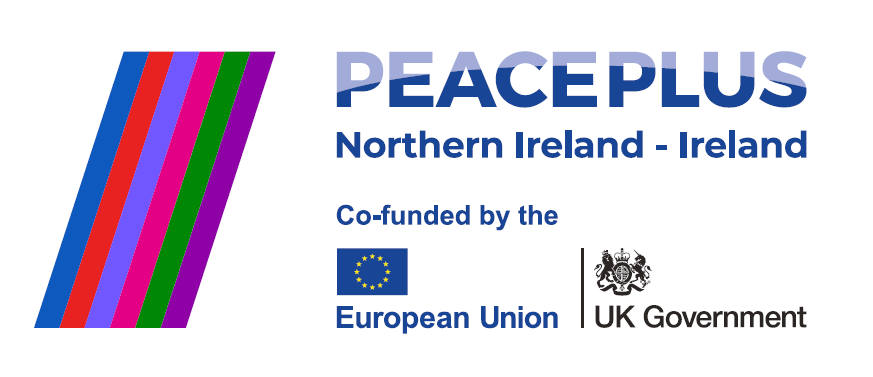 PEACEPLUS
Northern Ireland - Ireland
Co-funded by the
European Union
UK Government